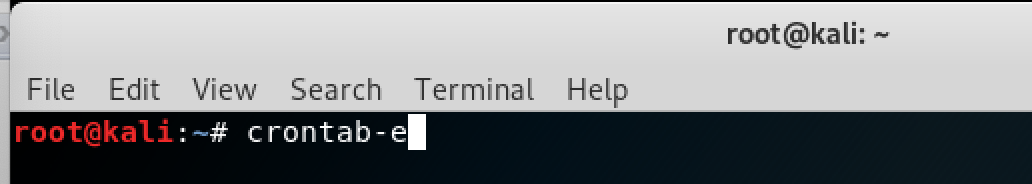 root@kali: ~
File Edit View Search Terminal Help
root@kali:~# crontab-e